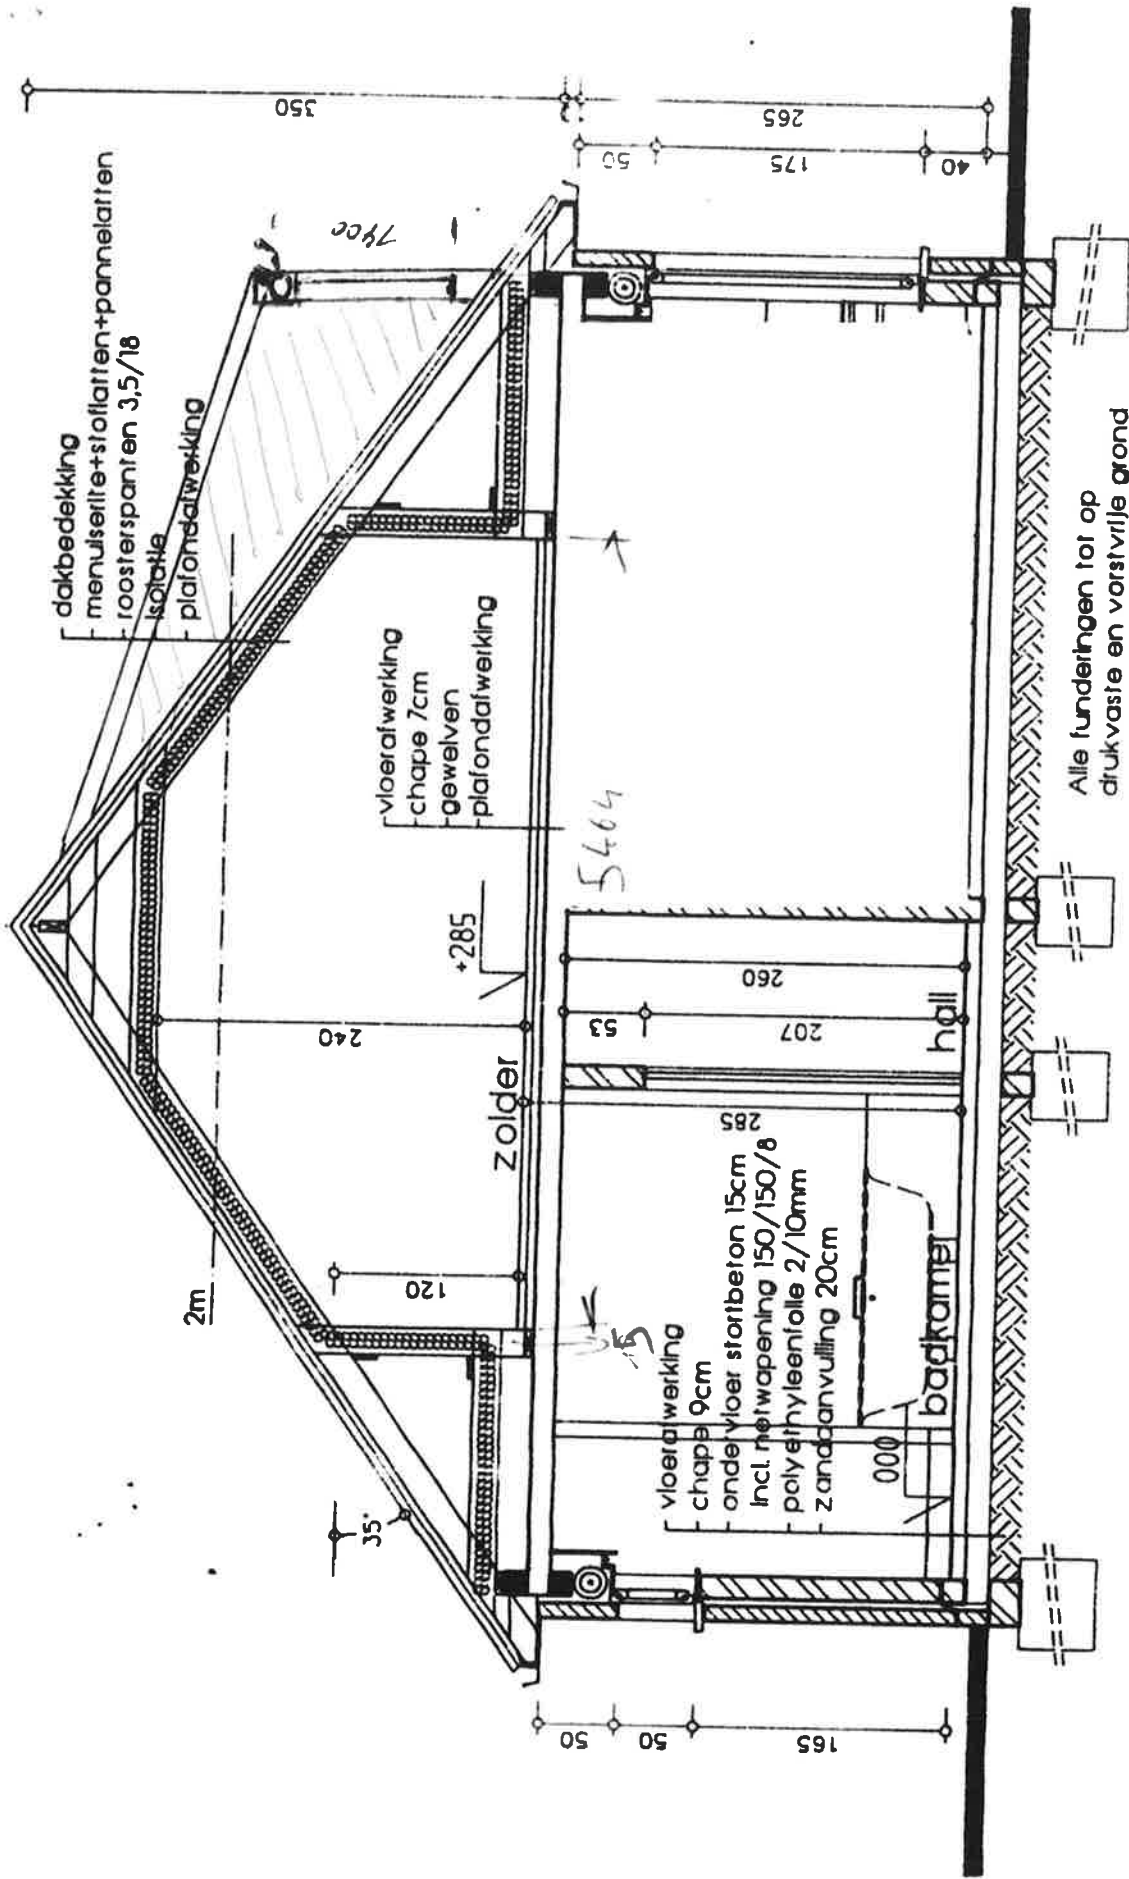 dakbedekking
menuiserite+stoflatten+pannelatten
roosterspanten 3,5/18
isolatie
plafondafwerking
350
265
50
175
40
7400
35°
2m
120
240
zolder
+285
vloerafwerking
chape 7cm
gewelven
plafondafwerking
5464
260
53
207
hall
285
vloerafwerking
chape 9cm
ondervloer stortbeton 15cm
incl. netwapening 150/150/8
polyethyleenfolie 2/10mm
zandaanvulling 20cm
badkamer
000
50
50
165
Alle funderingen tot op
drukvaste en vorstvrije grond